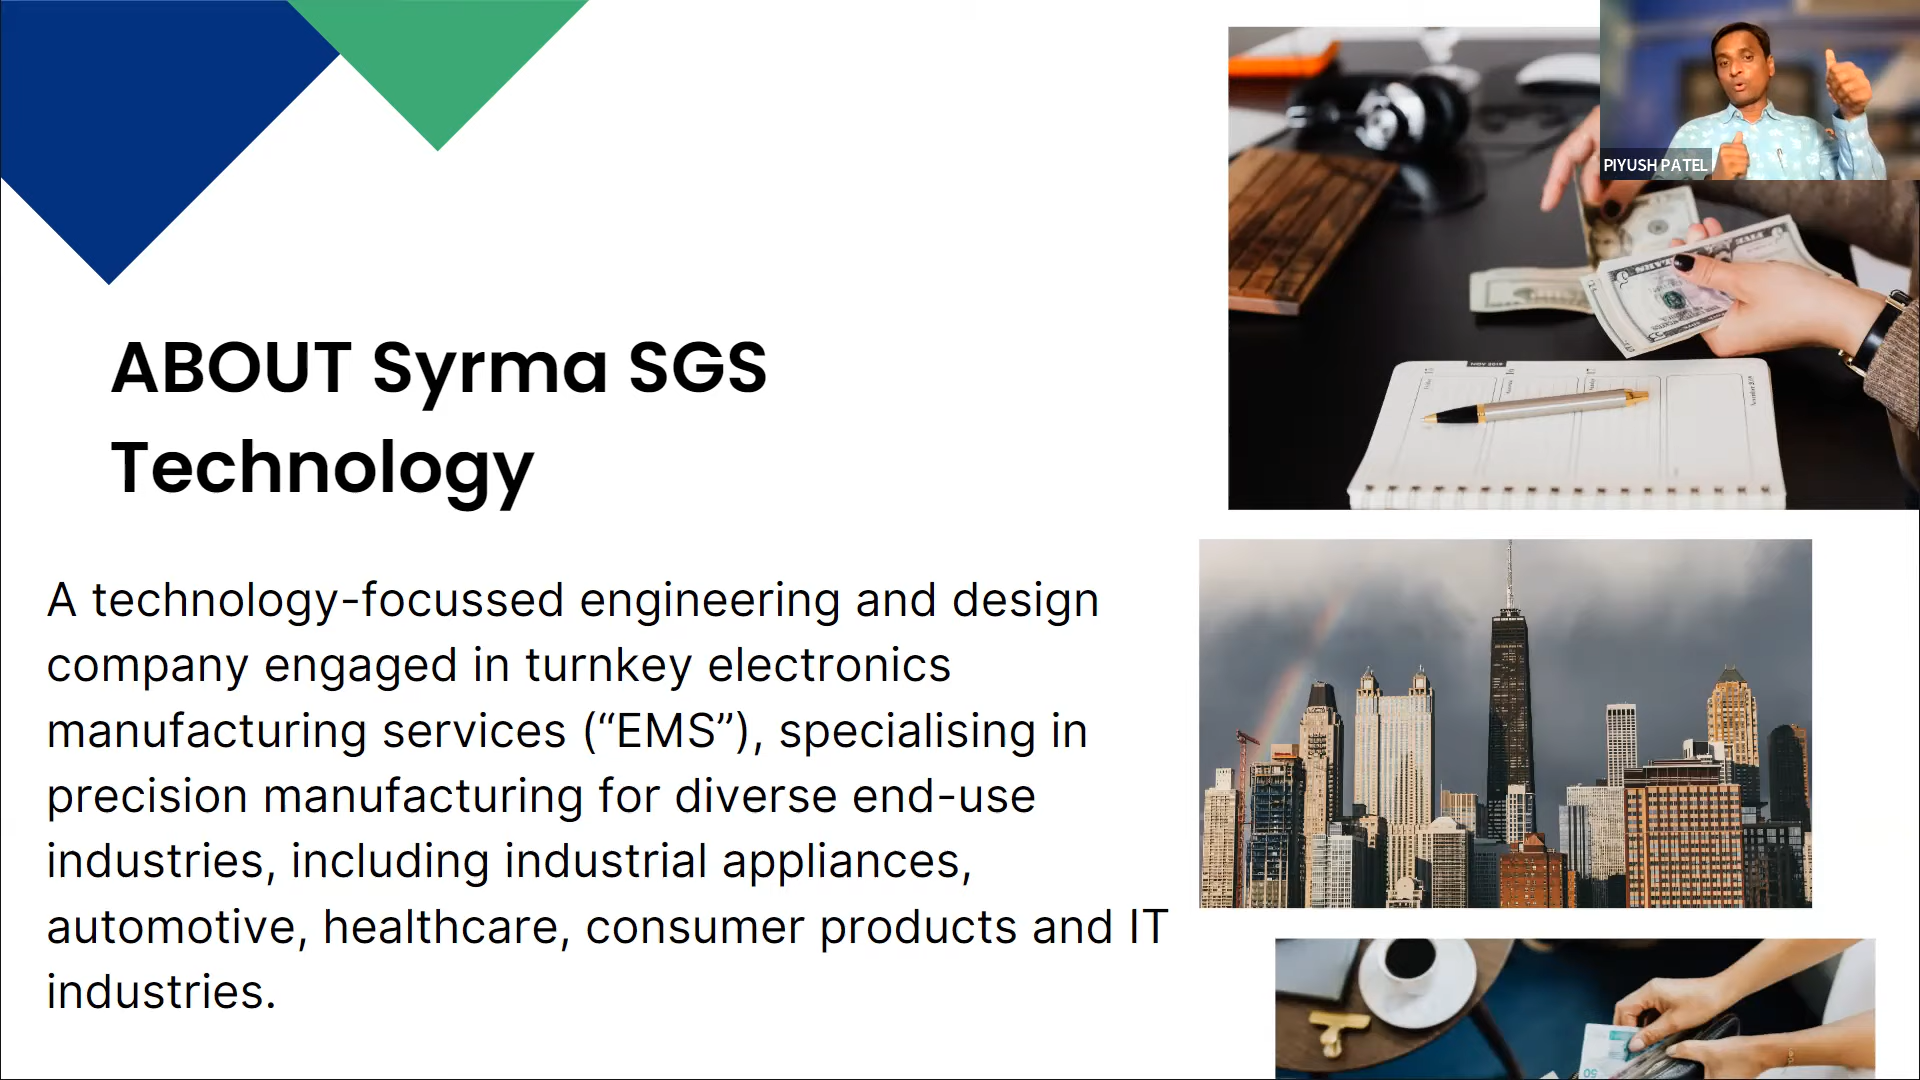 PIYUSH PATEL
ABOUT Syrma SGS
Technology
A technology-focussed engineering and design
company engaged in turnkey electronics
manufacturing services (“EMS”), specialising in
precision manufacturing for diverse end-use
industries, including industrial appliances,
automotive, healthcare, consumer products and IT
industries.
50